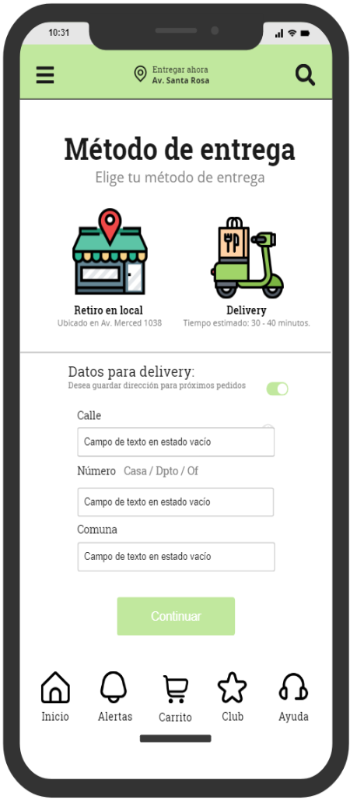 10:31
Entregar ahora
Av. Santa Rosa
Método de entrega
Elige tu método de entrega
Retiro en local
Ubicado en Av. Merced 1038
Delivery
Tiempo estimado: 30 - 40 minutos.
Datos para delivery:
Desea guardar dirección para próximos pedidos
Calle
Campo de texto en estado vacío
Número Casa / Dpto / Of
Campo de texto en estado vacío
Comuna
Campo de texto en estado vacío
Continuar
Inicio
Alertas
Carrito
Club
Ayuda